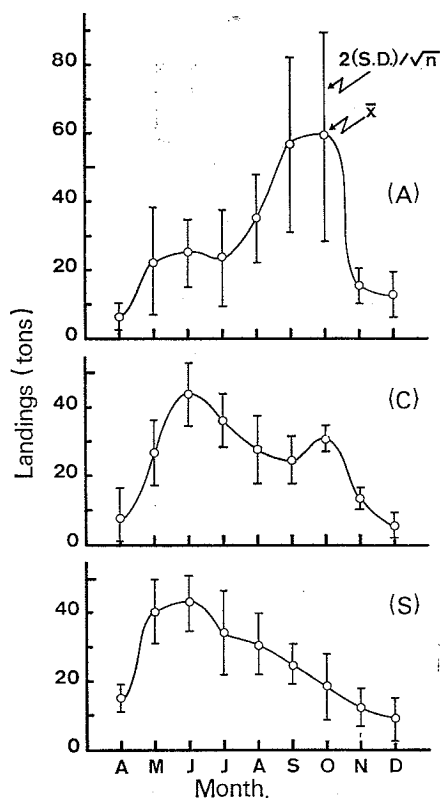 80
2(S.D.)/√n
x̄
60
(A)
40
20
0
Landings (tons)
(C)
40
20
0
(S)
40
20
0
A M J J A S O N D
Month.